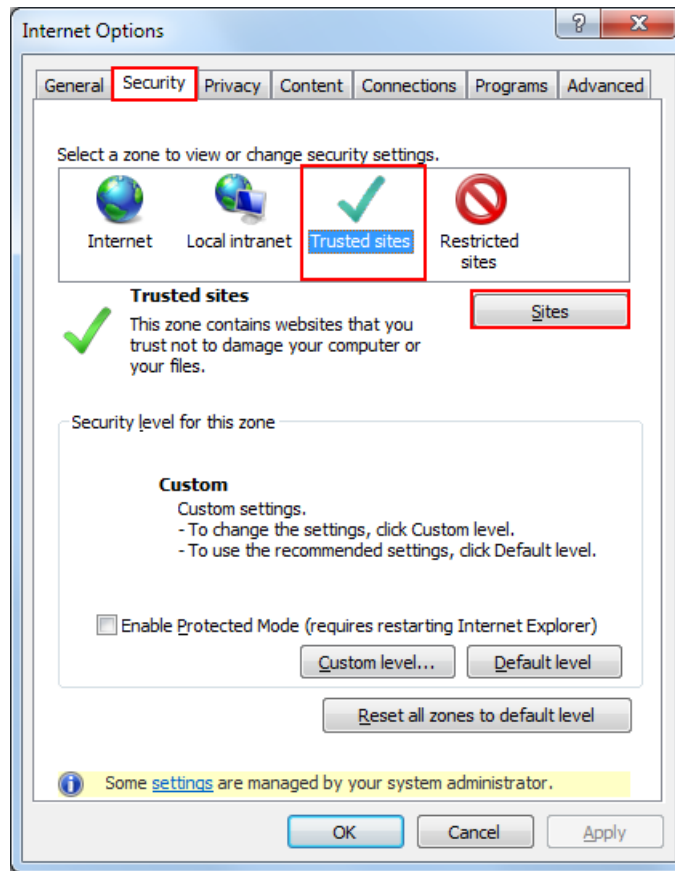 Internet Options
General Security Privacy Content Connections Programs Advanced
Select a zone to view or change security settings.
Internet Local intranet Trusted sites Restricted sites
Trusted sites
Sites
This zone contains websites that you
trust not to damage your computer or
your files.
Security level for this zone
Custom
Custom settings.
- To change the settings, click Custom level.
- To use the recommended settings, click Default level.
Enable Protected Mode (requires restarting Internet Explorer)
Custom level... Default level
Reset all zones to default level
Some settings are managed by your system administrator.
OK Cancel Apply